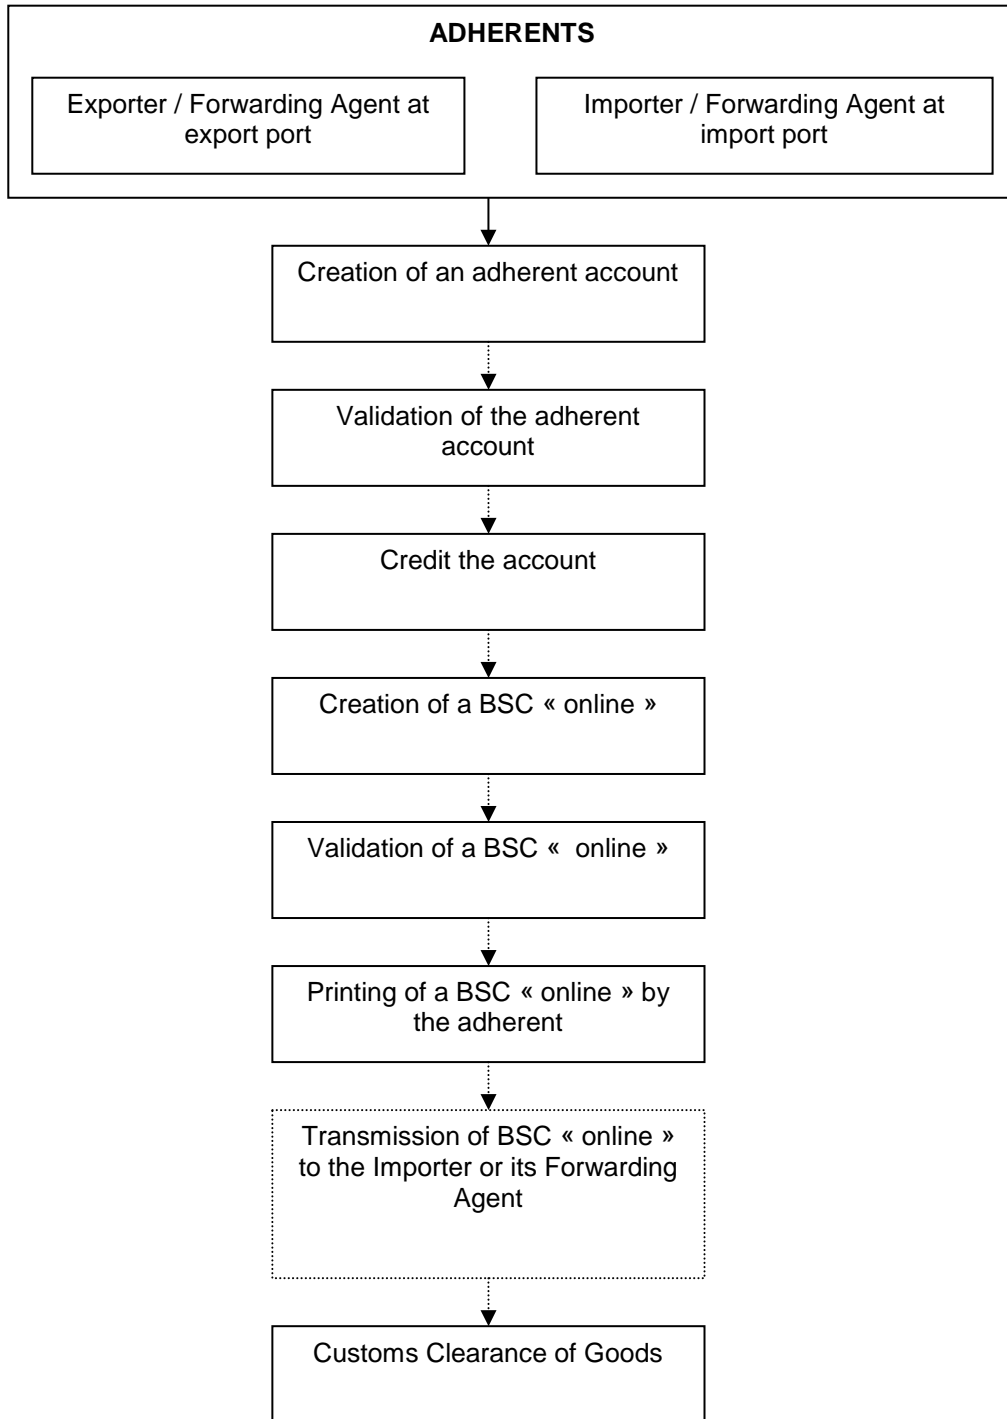 ADHERENTS
Exporter / Forwarding Agent at
export port
Importer / Forwarding Agent at
import port
Creation of an adherent account
Validation of the adherent
account
Credit the account
Creation of a BSC « online »
Validation of a BSC «  online »
Printing of a BSC « online » by
the adherent
Transmission of BSC « online »
to the Importer or its Forwarding
Agent
Customs Clearance of Goods